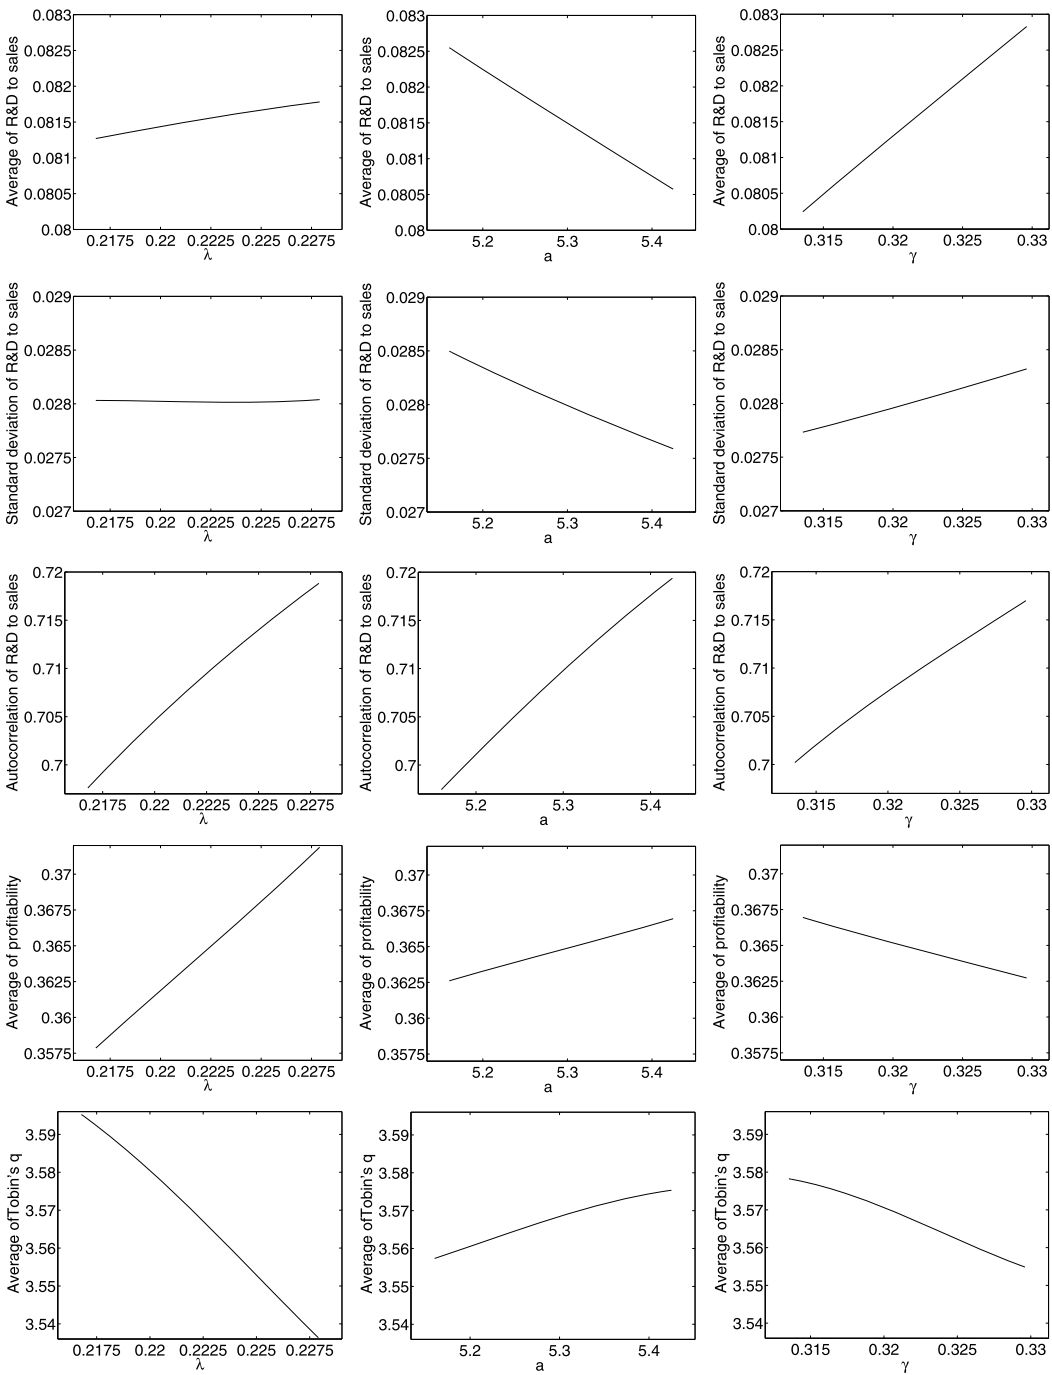 Average of R&D to sales
0.083
0.0825
0.082
0.0815
0.081
0.0805
0.08
0.2175 0.22 0.2225 0.225 0.2275
λ
Average of R&D to sales
0.083
0.0825
0.082
0.0815
0.081
0.0805
0.08
5.2 5.3 5.4
a
Average of R&D to sales
0.083
0.0825
0.082
0.0815
0.081
0.0805
0.08
0.315 0.32 0.325 0.33
γ
Standard deviation of R&D to sales
0.029
0.0285
0.028
0.0275
0.027
0.2175 0.22 0.2225 0.225 0.2275
λ
Standard deviation of R&D to sales
0.029
0.0285
0.028
0.0275
0.027
5.2 5.3 5.4
a
Standard deviation of R&D to sales
0.029
0.0285
0.028
0.0275
0.027
0.315 0.32 0.325 0.33
γ
Autocorrelation of R&D to sales
0.72
0.715
0.71
0.705
0.7
0.2175 0.22 0.2225 0.225 0.2275
λ
Autocorrelation of R&D to sales
0.72
0.715
0.71
0.705
0.7
5.2 5.3 5.4
a
Autocorrelation of R&D to sales
0.72
0.715
0.71
0.705
0.7
0.315 0.32 0.325 0.33
γ
Average of profitability
0.37
0.3675
0.365
0.3625
0.36
0.3575
0.2175 0.22 0.2225 0.225 0.2275
λ
Average of profitability
0.37
0.3675
0.365
0.3625
0.36
0.3575
5.2 5.3 5.4
a
Average of profitability
0.37
0.3675
0.365
0.3625
0.36
0.3575
0.315 0.32 0.325 0.33
γ
Average ofTobin's q
3.59
3.58
3.57
3.56
3.55
3.54
0.2175 0.22 0.2225 0.225 0.2275
λ
Average ofTobin's q
3.59
3.58
3.57
3.56
3.55
3.54
5.2 5.3 5.4
a
Average ofTobin's q
3.59
3.58
3.57
3.56
3.55
3.54
0.315 0.32 0.325 0.33
γ